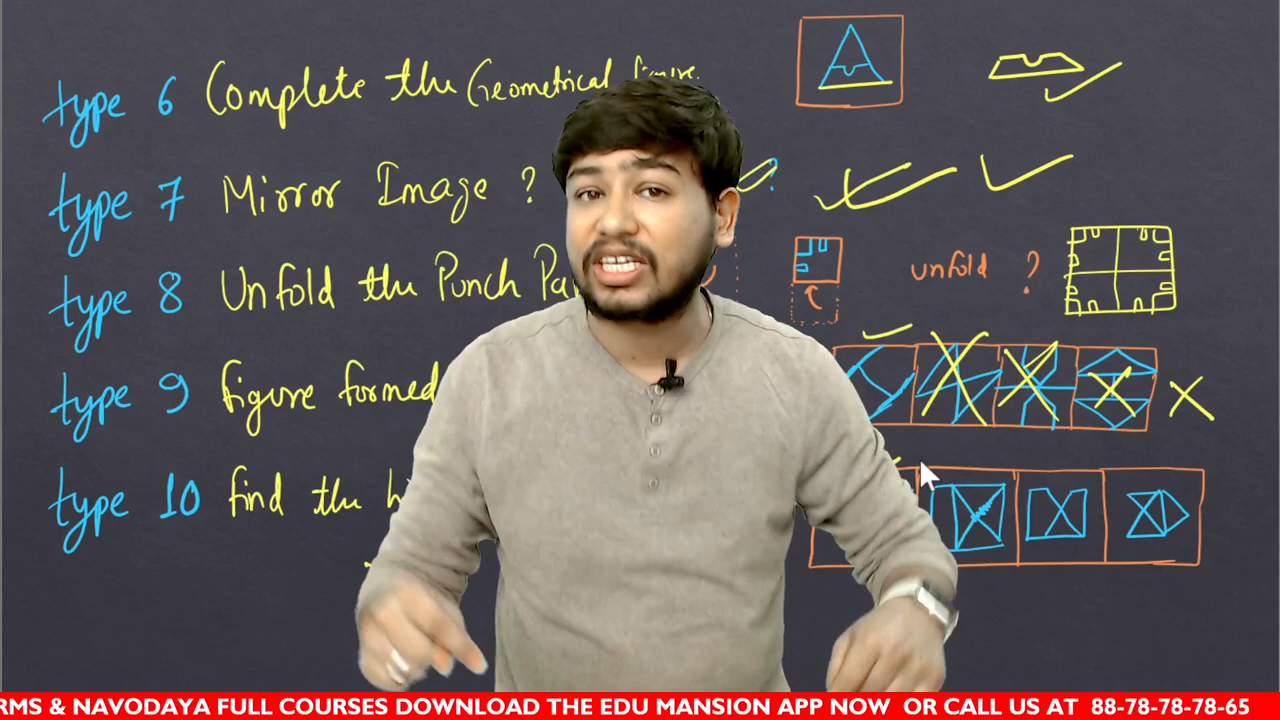 type 6 Complete the Geometrical figure.
type 7 Mirror Image ? ?
type 8 Unfold the Punch Pa unfold ?
type 9 figure formed
type 10 find the h
RMS & NAVODAYA FULL COURSES DOWNLOAD THE EDU MANSION APP NOW OR CALL US AT 88-78-78-78-65